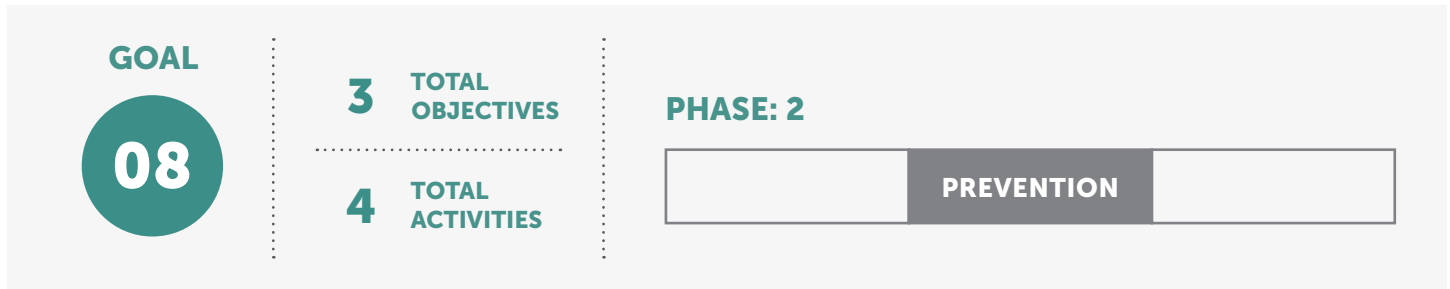 GOAL
08
3
TOTAL
OBJECTIVES
4
TOTAL
ACTIVITIES
PHASE: 2
PREVENTION